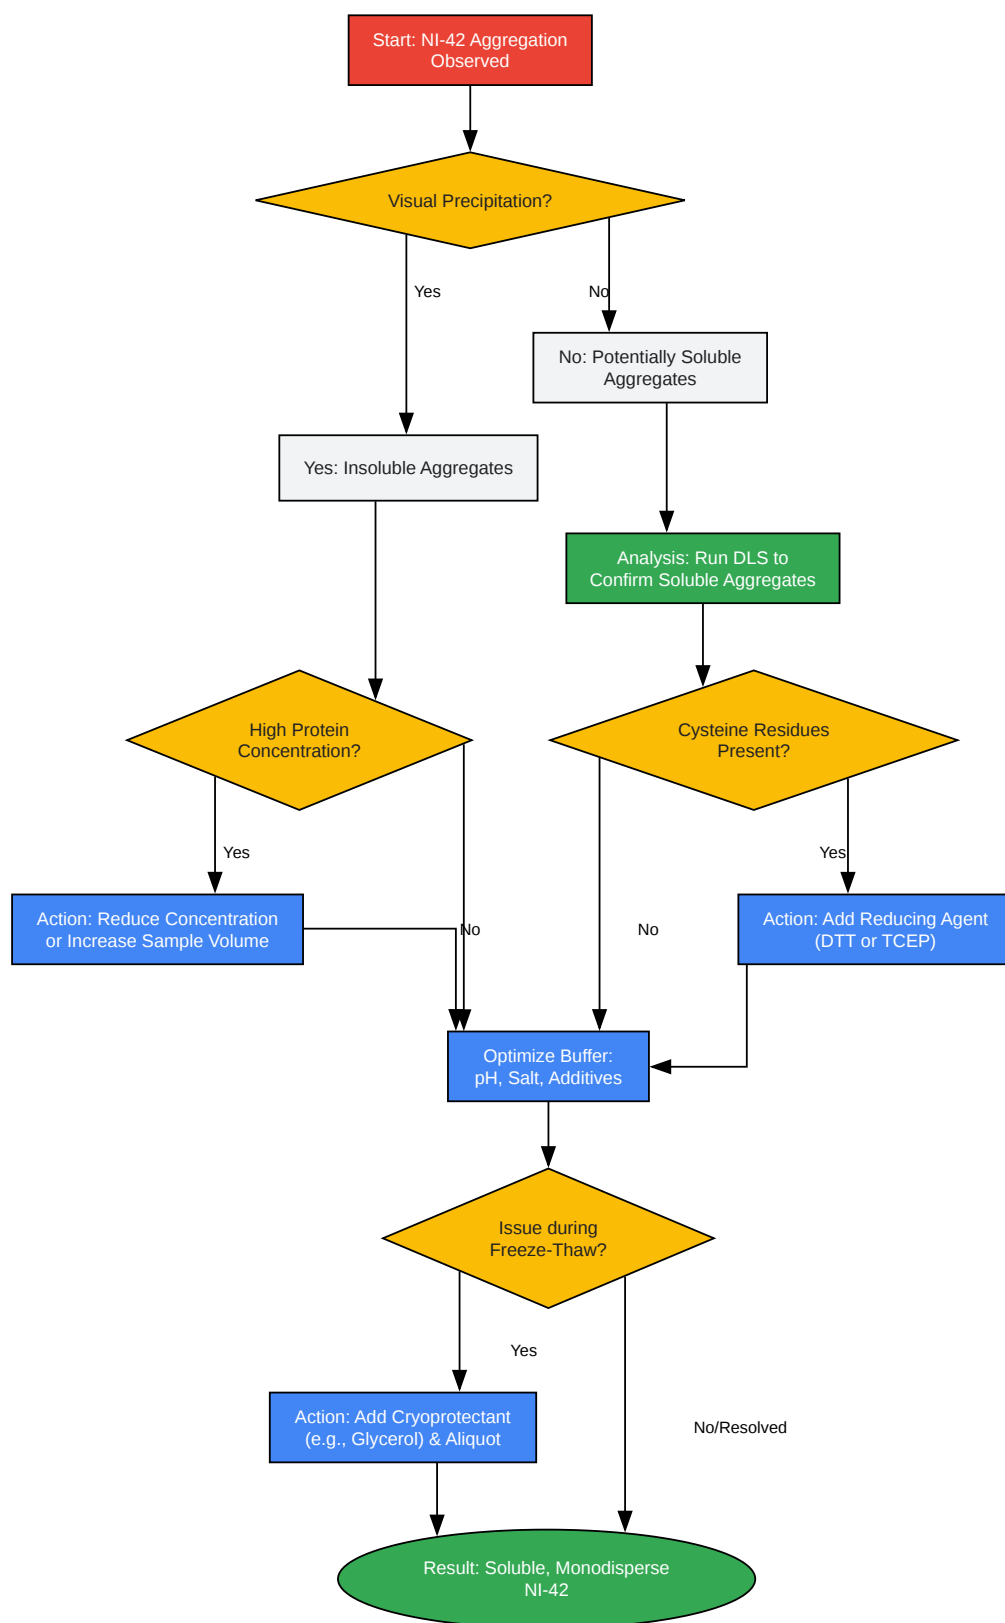 Start: NI-42 Aggregation
Observed
Visual Precipitation?
Yes
No
No: Potentially Soluble
Aggregates
Yes: Insoluble Aggregates
Analysis: Run DLS to
Confirm Soluble Aggregates
High Protein
Concentration?
Cysteine Residues
Present?
Yes
Yes
Action: Reduce Concentration
or Increase Sample Volume
No
No
Action: Add Reducing Agent
(DTT or TCEP)
Optimize Buffer:
pH, Salt, Additives
Issue during
Freeze-Thaw?
Yes
Action: Add Cryoprotectant
(e.g., Glycerol) & Aliquot
No/Resolved
Result: Soluble, Monodisperse
NI-42